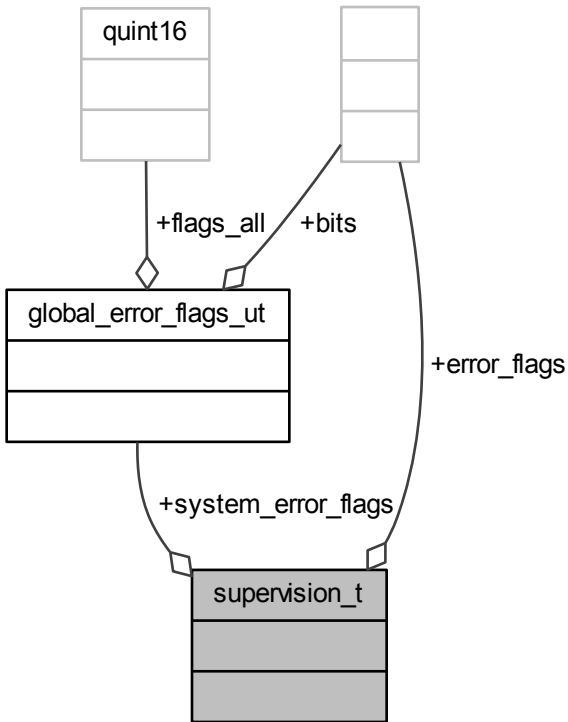 quint16
+flags_all
+bits
global_error_flags_ut
+error_flags
+system_error_flags
supervision_t